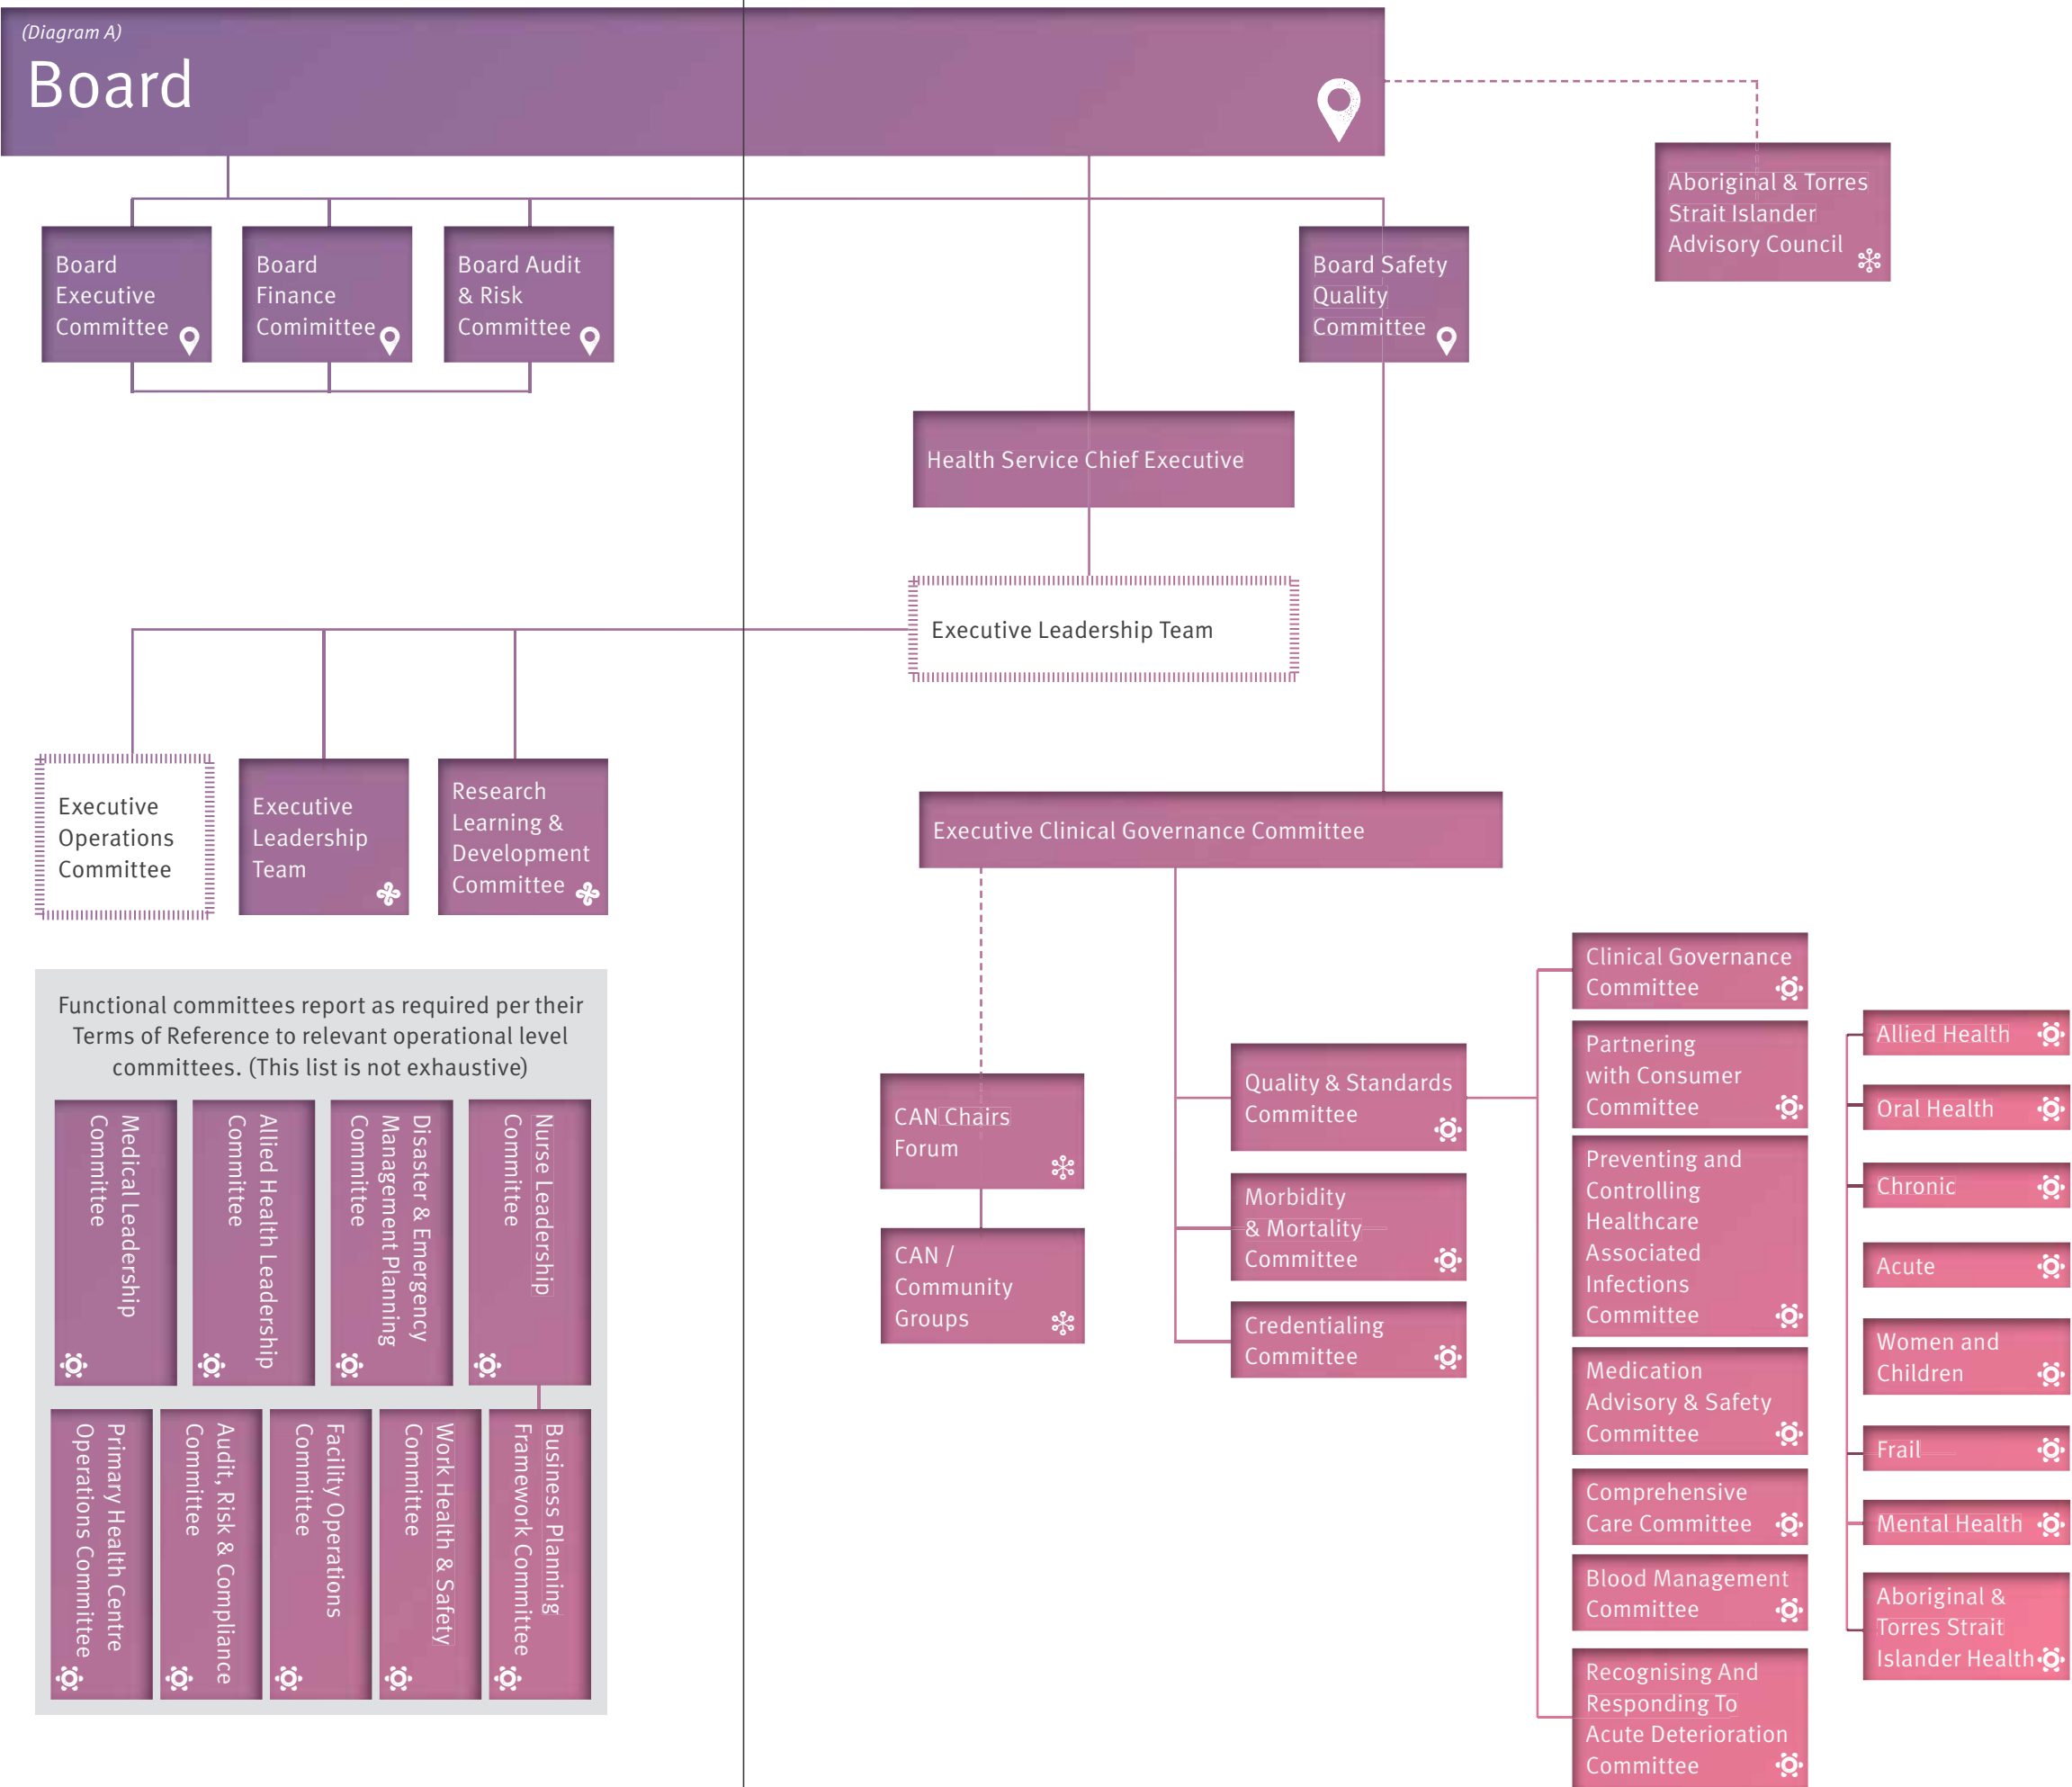 (Diagram A)
Board
Aboriginal & Torres
Strait Islander
Advisory Council
Board
Executive
Committee
Board
Finance
Comimittee
Board Audit
& Risk
Committee
Board Safety
Quality
Committee
Health Service Chief Executive
Executive Leadership Team
Executive
Operations
Committee
Executive
Leadership
Team
Research
Learning &
Development
Committee
Executive Clinical Governance Committee
Functional committees report as required per their
Terms of Reference to relevant operational level
committees. (This list is not exhaustive)
Medical Leadership
Committee
Allied Health Leadership
Committee
Disaster & Emergency
Management Planning
Committee
Nurse Leadership
Committee
Primary Health Centre
Operations Committee
Audit, Risk & Compliance
Committee
Facility Operations
Committee
Work Health & Safety
Committee
Business Planning
Framework Committee
CAN Chairs
Forum
CAN /
Community
Groups
Quality & Standards
Committee
Morbidity
& Mortality
Committee
Credentialing
Committee
Clinical Governance
Committee
Partnering
with Consumer
Committee
Preventing and
Controlling
Healthcare
Associated
Infections
Committee
Medication
Advisory & Safety
Committee
Comprehensive
Care Committee
Blood Management
Committee
Recognising And
Responding To
Acute Deterioration
Committee
Allied Health
Oral Health
Chronic
Acute
Women and
Children
Frail
Mental Health
Aboriginal &
Torres Strait
Islander Health